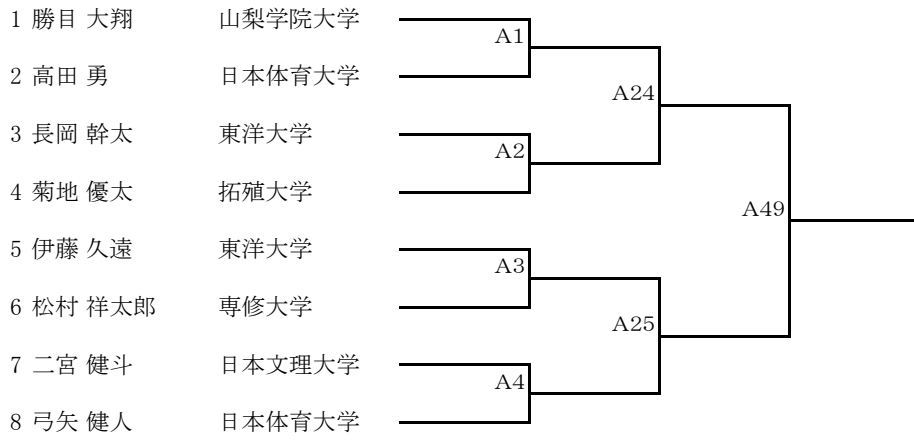 1 勝目 大翔 山梨学院大学
A1
2 高田 勇 日本体育大学
A24
3 長岡 幹太 東洋大学
A2
4 菊地 優太 拓殖大学
A49
5 伊藤 久遠 東洋大学
A3
6 松村 祥太郎 専修大学
A25
7 二宮 健斗 日本文理大学
A4
8 弓矢 健人 日本体育大学